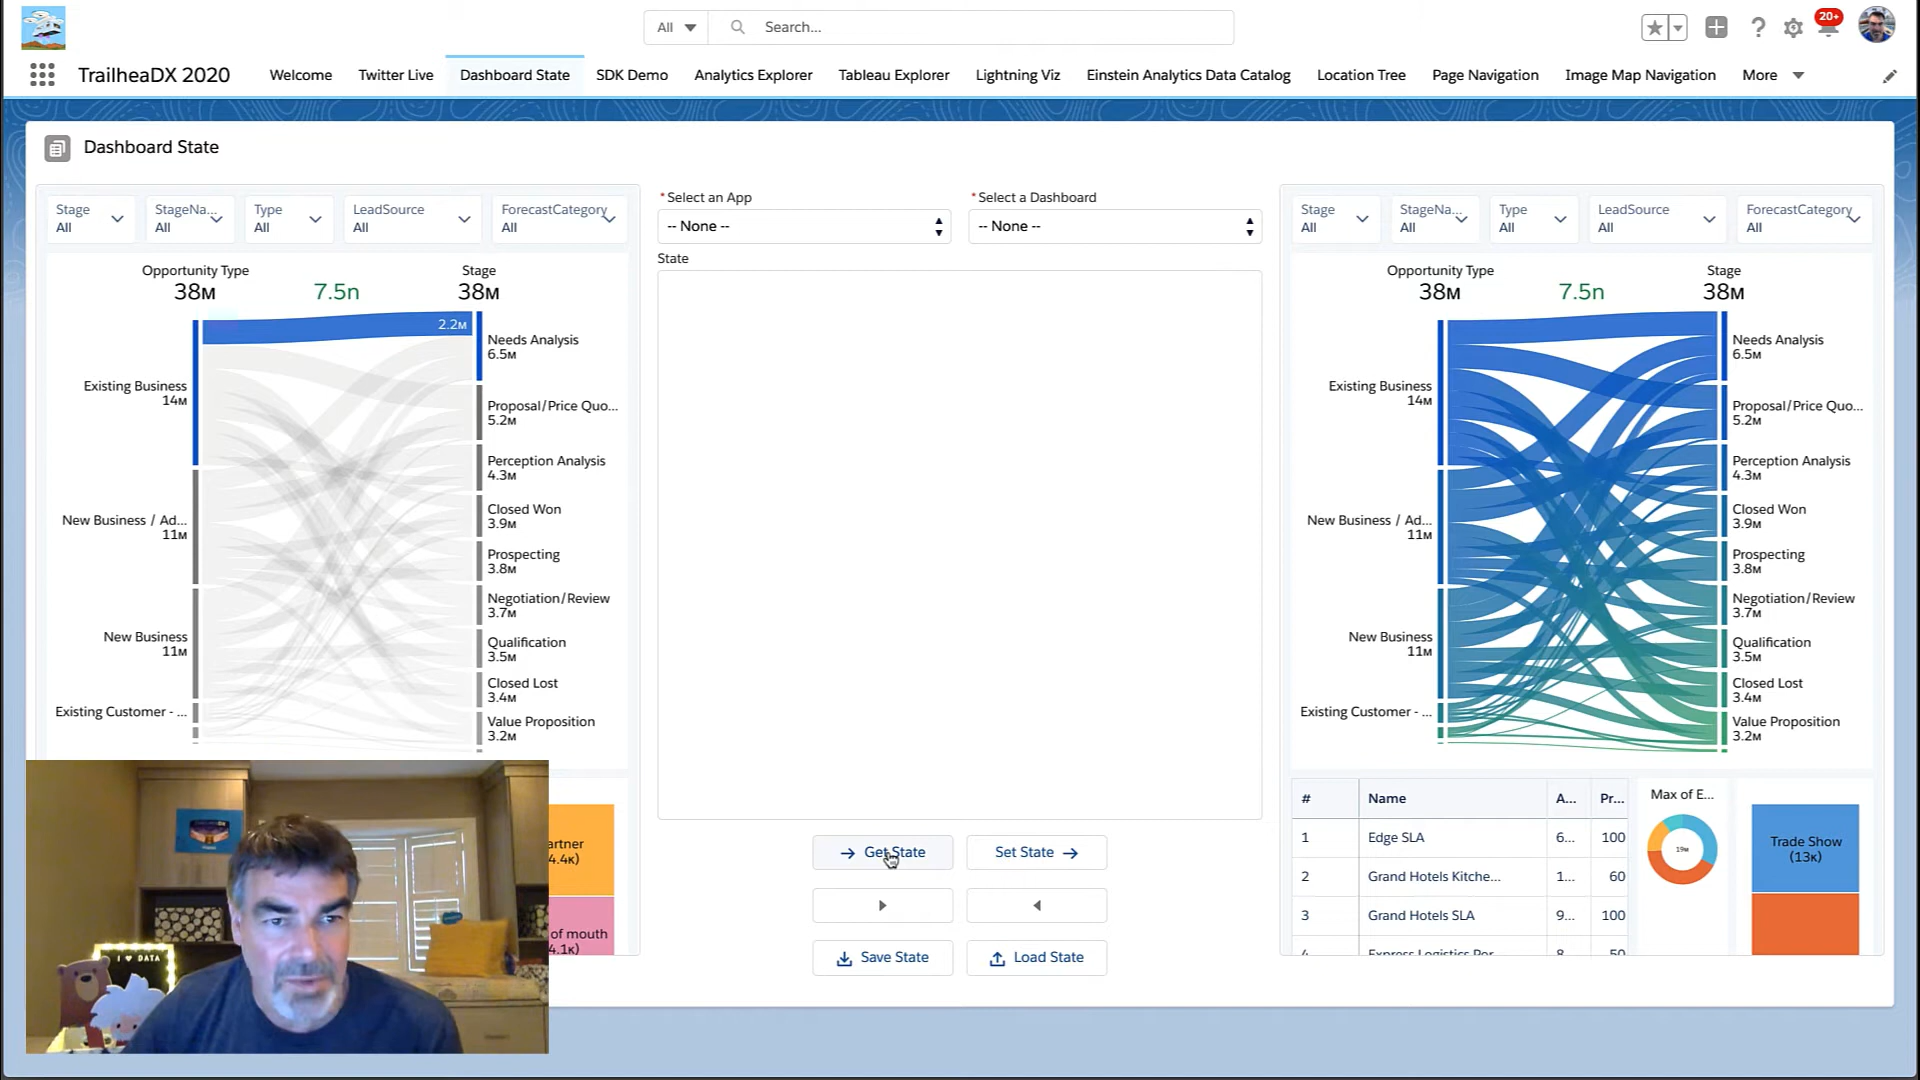 All
Search...
20+
TrailheaDX 2020
Welcome
Twitter Live
Dashboard State
SDK Demo
Analytics Explorer
Tableau Explorer
Lightning Viz
Einstein Analytics Data Catalog
Location Tree
Page Navigation
Image Map Navigation
More
Dashboard State
Stage
All
StageNa...
All
Type
All
LeadSource
All
ForecastCategory
All
Opportunity Type
38M
7.5n
Stage
38M
2.2M
Existing Business
14M
New Business / Ad...
11M
New Business
11M
Existing Customer - ...
Needs Analysis
6.5M
Proposal/Price Quo...
5.2M
Perception Analysis
4.3M
Closed Won
3.9M
Prospecting
3.8M
Negotiation/Review
3.7M
Qualification
3.5M
Closed Lost
3.4M
Value Proposition
3.2M
artner
4.4K)
of mouth
4.1K)
I ♥ DATA
* Select an App
-- None --
* Select a Dashboard
-- None --
State
Get State
Set State
Save State
Load State
Stage
All
StageNa...
All
Type
All
LeadSource
All
ForecastCategory
All
Opportunity Type
38M
7.5n
Stage
38M
Existing Business
14M
New Business / Ad...
11M
New Business
11M
Existing Customer - ...
Needs Analysis
6.5M
Proposal/Price Quo...
5.2M
Perception Analysis
4.3M
Closed Won
3.9M
Prospecting
3.8M
Negotiation/Review
3.7M
Qualification
3.5M
Closed Lost
3.4M
Value Proposition
3.2M
# Name A... Pr...
1 Edge SLA 6... 100
2 Grand Hotels Kitche... 1... 60
3 Grand Hotels SLA 9... 100
4 Express Logistics Por 8 50
Max of E...
19M
Trade Show
(13K)